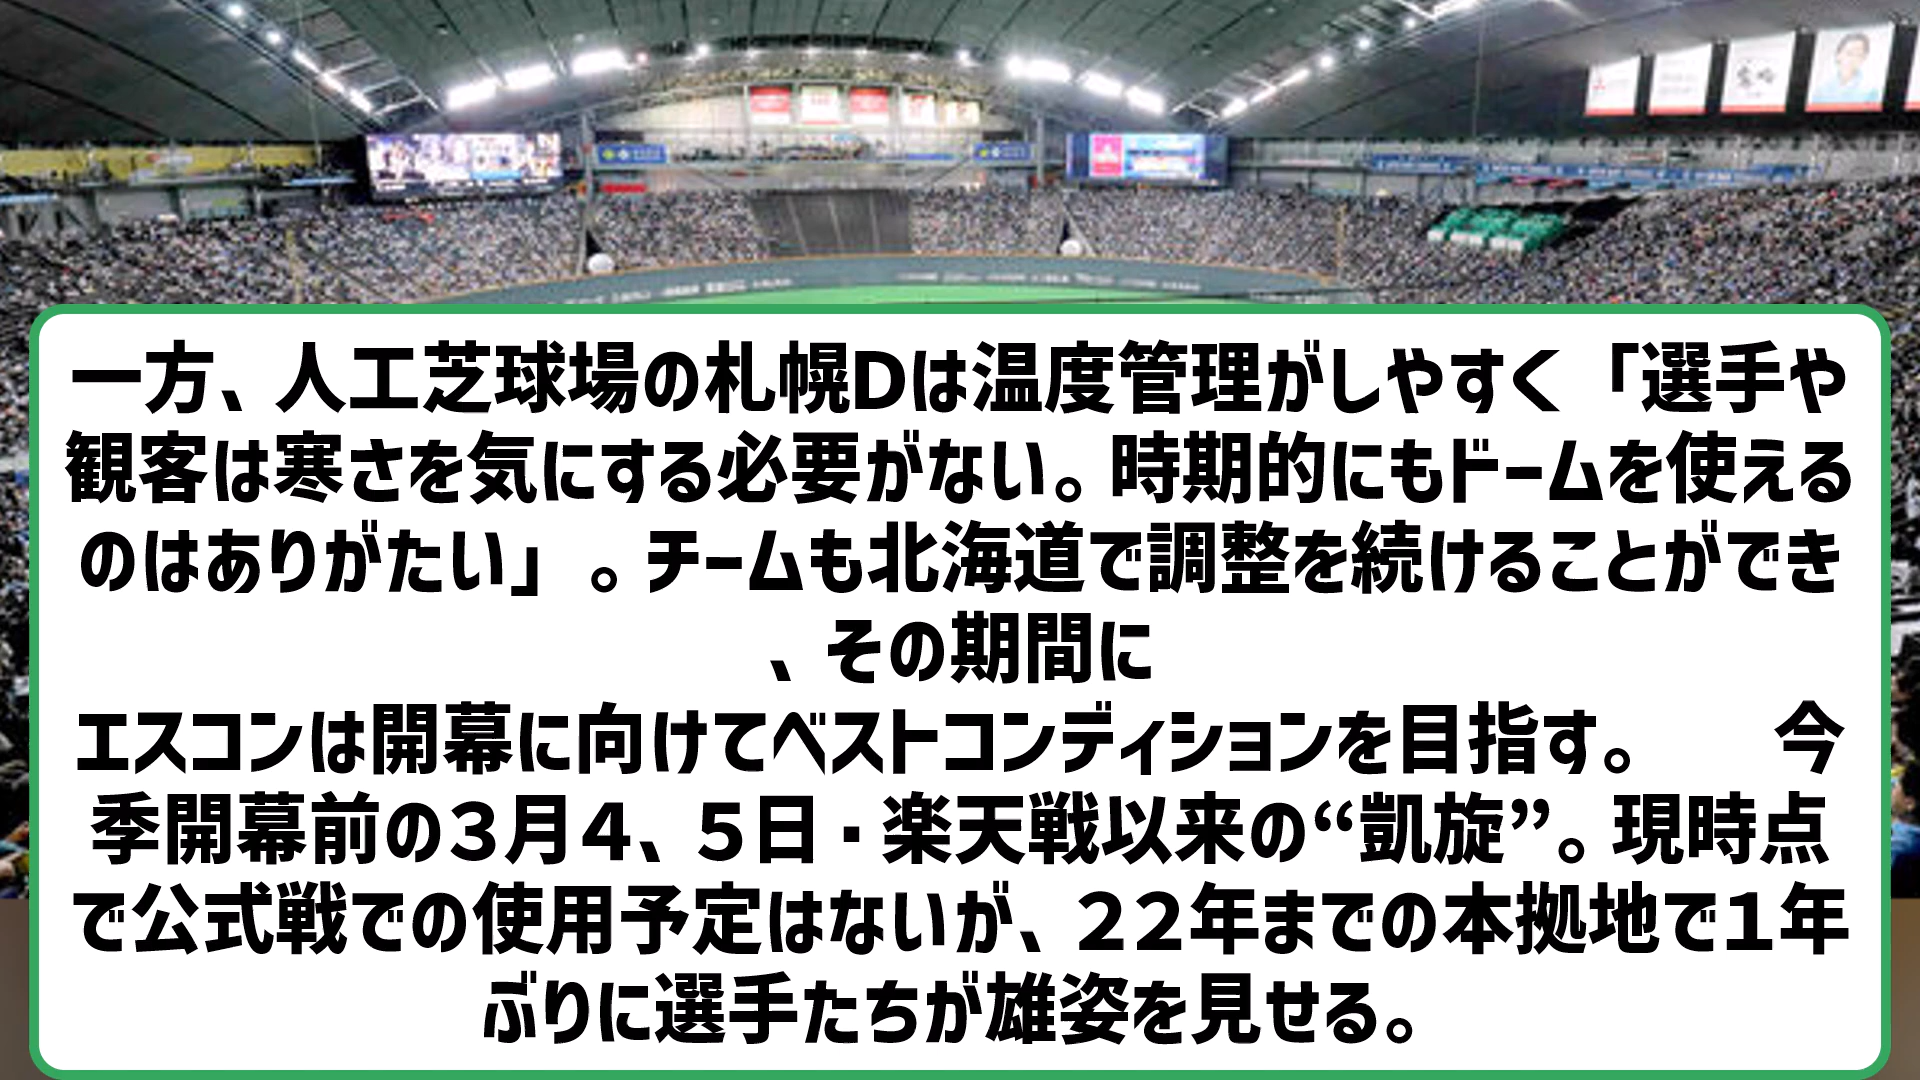 一方、人工芝球場の札幌Dは温度管理がしやすく「選手や
観客は寒さを気にする必要がない。時期的にもドームを使える
のはありがたい」。チームも北海道で調整を続けることができ
、その期間に
エスコンは開幕に向けてベストコンディションを目指す。　　今
季開幕前の３月４、５日・楽天戦以来の“凱旋”。現時点
で公式戦での使用予定はないが、２２年までの本拠地で１年
ぶりに選手たちが雄姿を見せる。